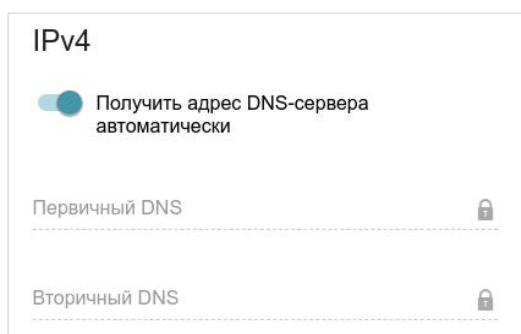 IPv4
Получить адрес DNS-сервера
автоматически
Первичный DNS
Вторичный DNS